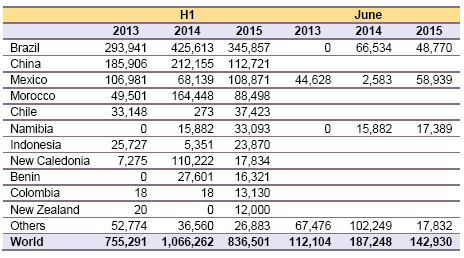 H1 June
2013 2014 2015 2013 2014 2015
Brazil 293,941 425,613 345,857 0 66,534 48,770
China 185,906 212,155 112,721
Mexico 106,981 68,139 108,871 44,628 2,583 58,939
Morocco 49,501 164,448 88,498
Chile 33,148 273 37,423
Namibia 0 15,882 33,093 0 15,882 17,389
Indonesia 25,727 5,351 23,870
New Caledonia 7,275 110,222 17,834
Benin 0 27,601 16,321
Colombia 18 18 13,130
New Zealand 20 0 12,000
Others 52,774 36,560 26,883 67,476 102,249 17,832
World 755,291 1,066,262 836,501 112,104 187,248 142,930